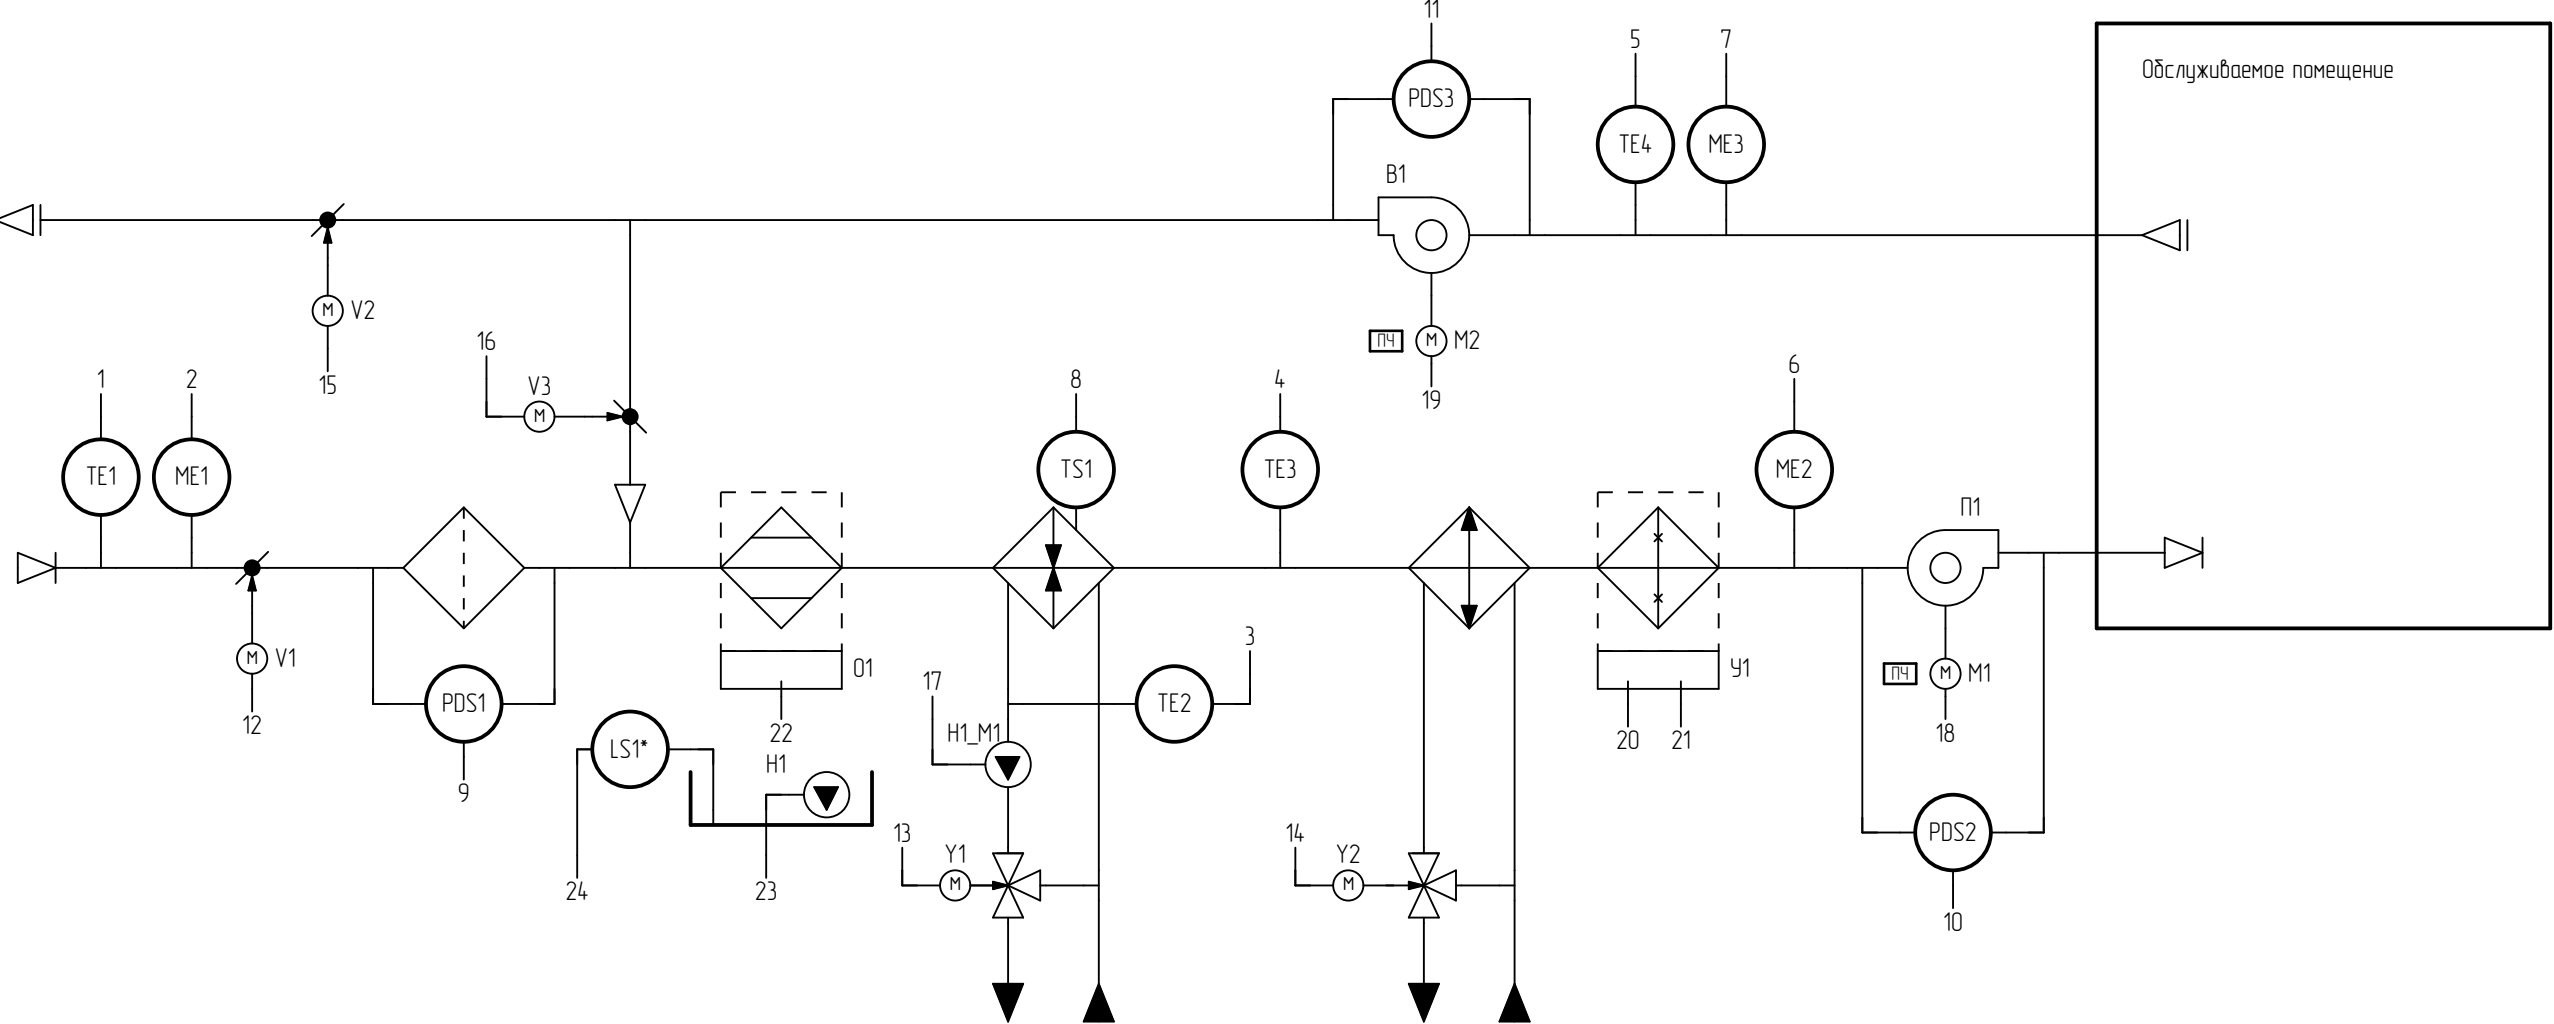 11
5
7
Обслуживаемое помещение
PDS3
TE4
ME3
В1
М V2
15
16
V3
М
ПЧ М M2
19
1
2
8
4
6
TE1
ME1
TS1
TE3
ME2
П1
М V1
12
PDS1
9
О1
22
17
3
TE2
У1
20
21
ПЧ М M1
18
LS1*
Н1
Н1_М1
24
23
13
Y1
М
14
Y2
М
PDS2
10